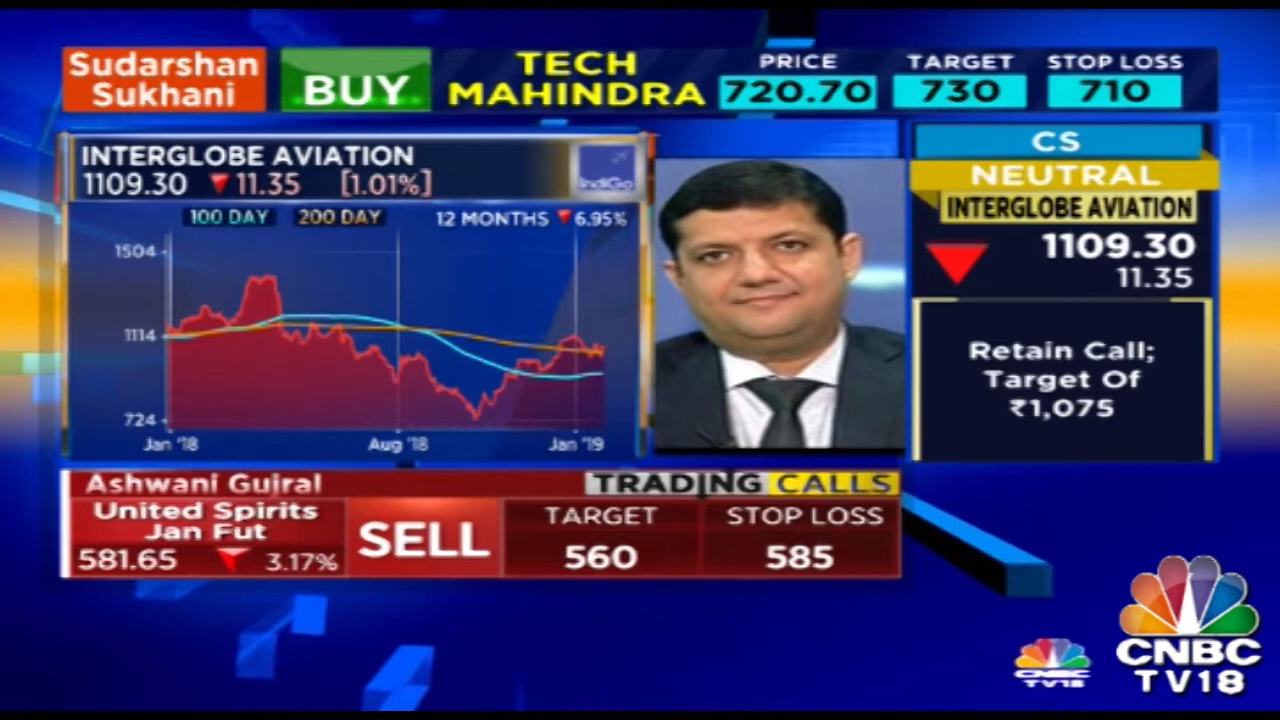 Sudarshan
Sukhani
BUY
TECH
MAHINDRA
PRICE
720.70
TARGET
730
STOP LOSS
710
INTERGLOBE AVIATION
1109.30 ▼11.35 [1.01%]
IndiGo
100 DAY 200 DAY 12 MONTHS ▼6.95%
1504
1114
724
Jan '18 Aug '18 Jan '19
CS
NEUTRAL
INTERGLOBE AVIATION
1109.30
11.35
Retain Call;
Target Of
₹1,075
Ashwani Gujral
TRADING CALLS
United Spirits
Jan Fut
581.65 ▼ 3.17%
SELL
TARGET
560
STOP LOSS
585
CNBC
TV18
CNBC
TV18